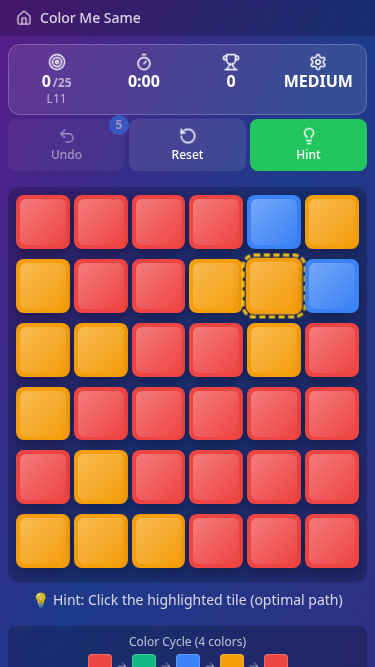 Color Me Same
0/25
L11
0:00
0
MEDIUM
Undo
5
Reset
Hint
💡 Hint: Click the highlighted tile (optimal path)
Color Cycle (4 colors)
→ → → →